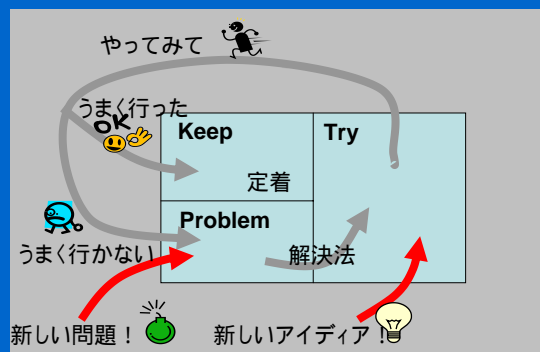 やってみて
うまく行った
OK
Keep
Try
定着
Problem
うまく行かない
解決法
新しい問題！
新しいアイディア！